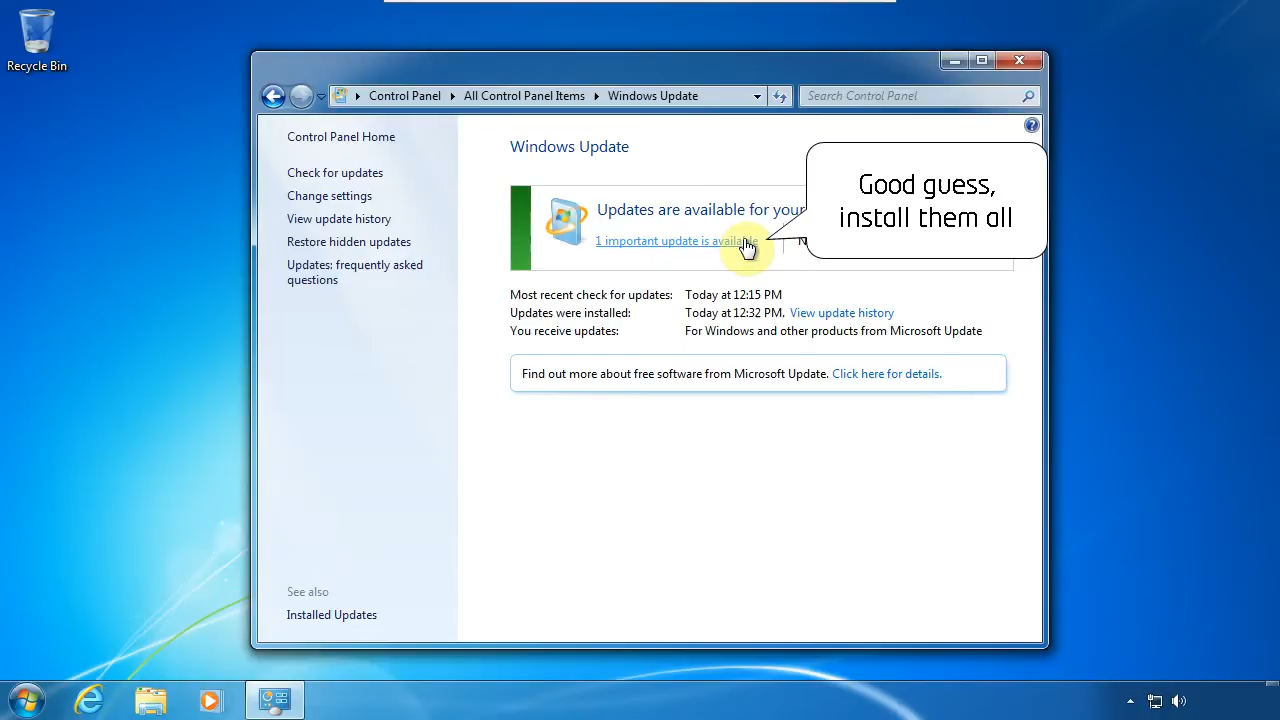 Recycle Bin
Control Panel
All Control Panel Items
Windows Update
Search Control Panel
Control Panel Home
Check for updates
Change settings
View update history
Restore hidden updates
Updates: frequently asked
questions
See also
Installed Updates
Windows Update
Updates are available for your
1 important update is available
Good guess,
install them all
Most recent check for updates: Today at 12:15 PM
Updates were installed: Today at 12:32 PM. View update history
You receive updates: For Windows and other products from Microsoft Update
Find out more about free software from Microsoft Update. Click here for details.